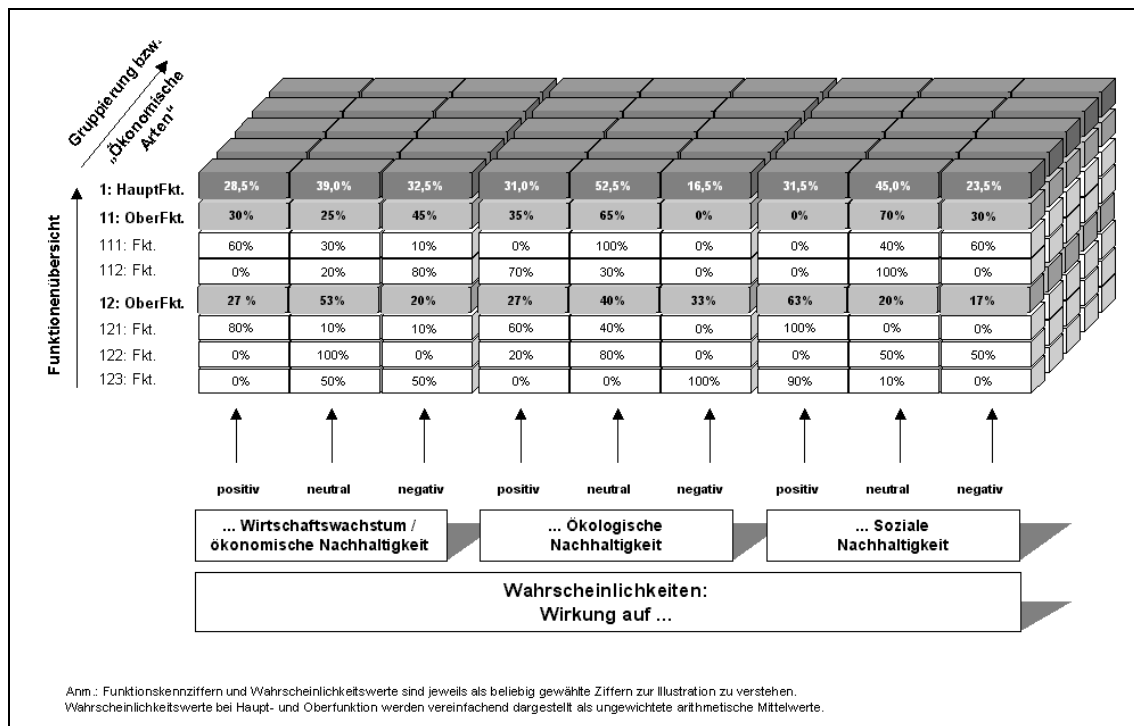 Gruppierung bzw.
„Ökonomische
Arten“
Funktionenübersicht
1: HauptFkt. 28,5% 39,0% 32,5% 31,0% 52,5% 16,5% 31,5% 45,0% 23,5%
11: OberFkt. 30% 25% 45% 35% 65% 0% 0% 70% 30%
111: Fkt. 60% 30% 10% 0% 100% 0% 0% 40% 60%
112: Fkt. 0% 20% 80% 70% 30% 0% 0% 100% 0%
12: OberFkt. 27 % 53% 20% 27% 40% 33% 63% 20% 17%
121: Fkt. 80% 10% 10% 60% 40% 0% 100% 0% 0%
122: Fkt. 0% 100% 0% 20% 80% 0% 0% 50% 50%
123: Fkt. 0% 50% 50% 0% 0% 100% 90% 10% 0%
positiv neutral negativ positiv neutral negativ positiv neutral negativ
... Wirtschaftswachstum /
ökonomische Nachhaltigkeit
... Ökologische
Nachhaltigkeit
... Soziale
Nachhaltigkeit
Wahrscheinlichkeiten:
Wirkung auf ...
Anm.: Funktionskennziffern und Wahrscheinlichkeitswerte sind jeweils als beliebig gewählte Ziffern zur Illustration zu verstehen.
Wahrscheinlichkeitswerte bei Haupt- und Oberfunktion werden vereinfachend dargestellt als ungewichtete arithmetische Mittelwerte.